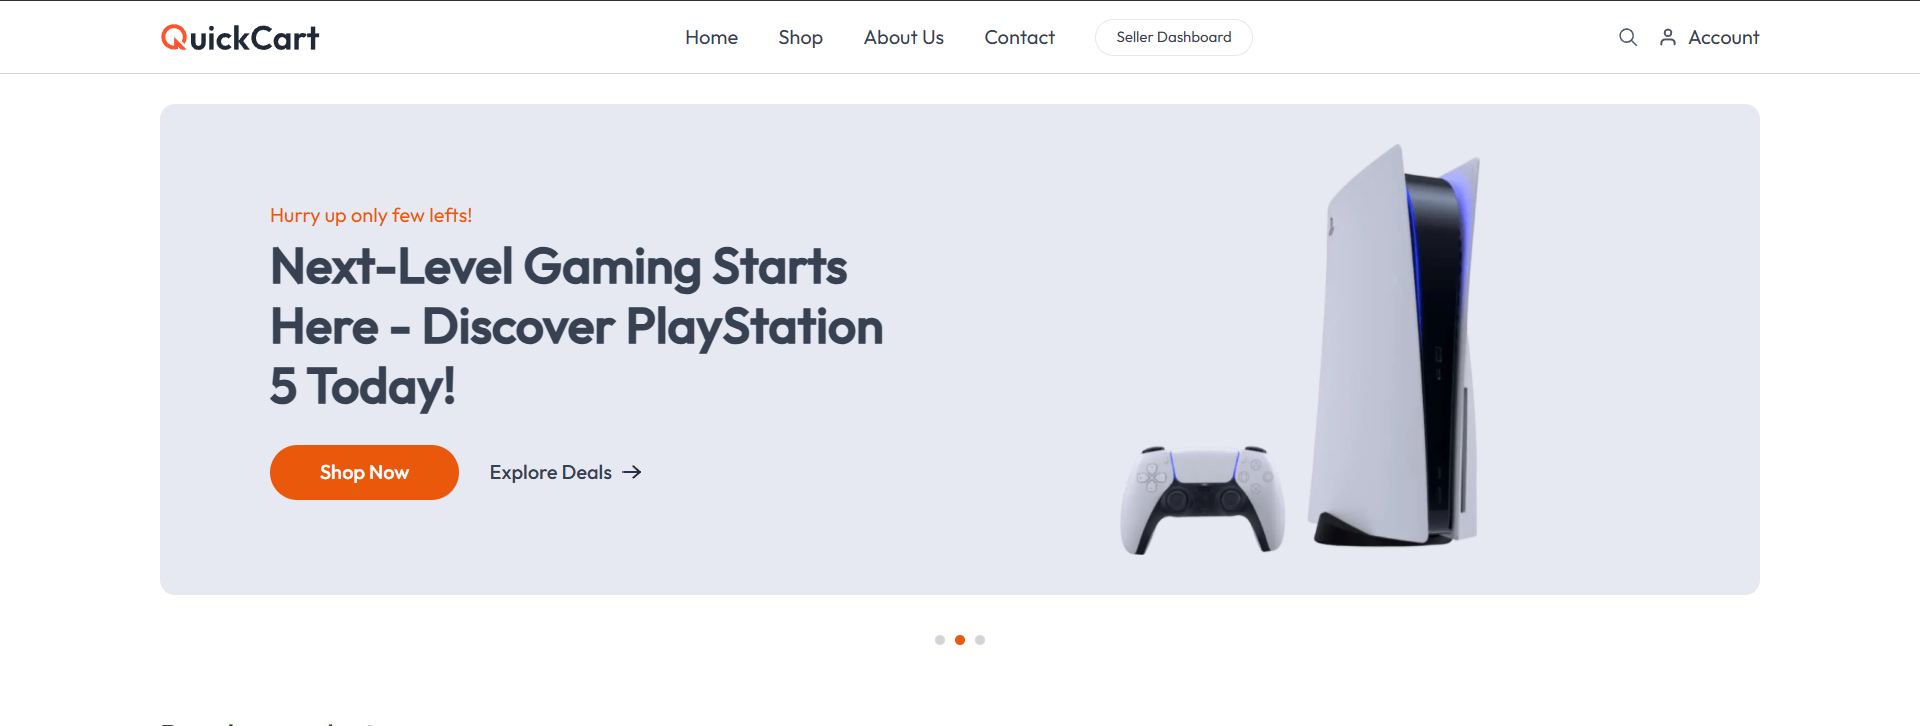 QuickCart
Home
Shop
About Us
Contact
Seller Dashboard
Account
Hurry up only few lefts!
Next-Level Gaming Starts
Here - Discover PlayStation
5 Today!
Shop Now
Explore Deals